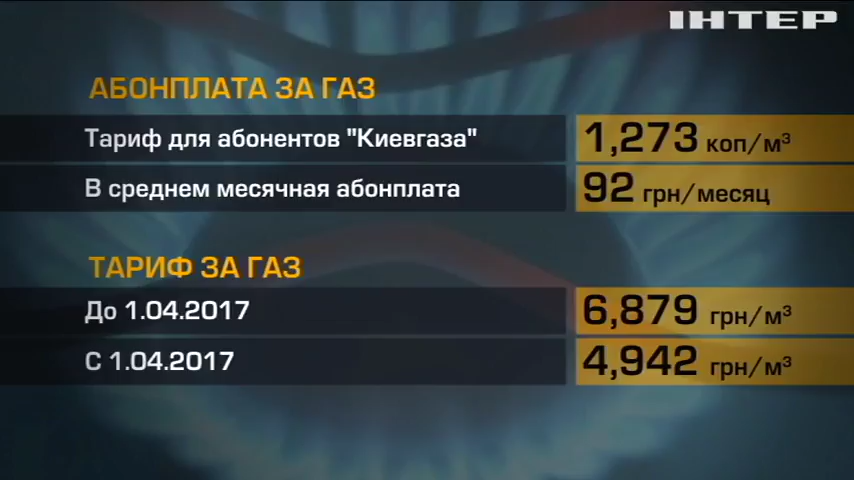 ІНТЕР
АБОНПЛАТА ЗА ГАЗ
Тариф для абонентов "Киевгаза" 1,273 коп/м³
В среднем месячная абонплата 92 грн/месяц
ТАРИФ ЗА ГАЗ
До 1.04.2017 6,879 грн/м³
С 1.04.2017 4,942 грн/м³